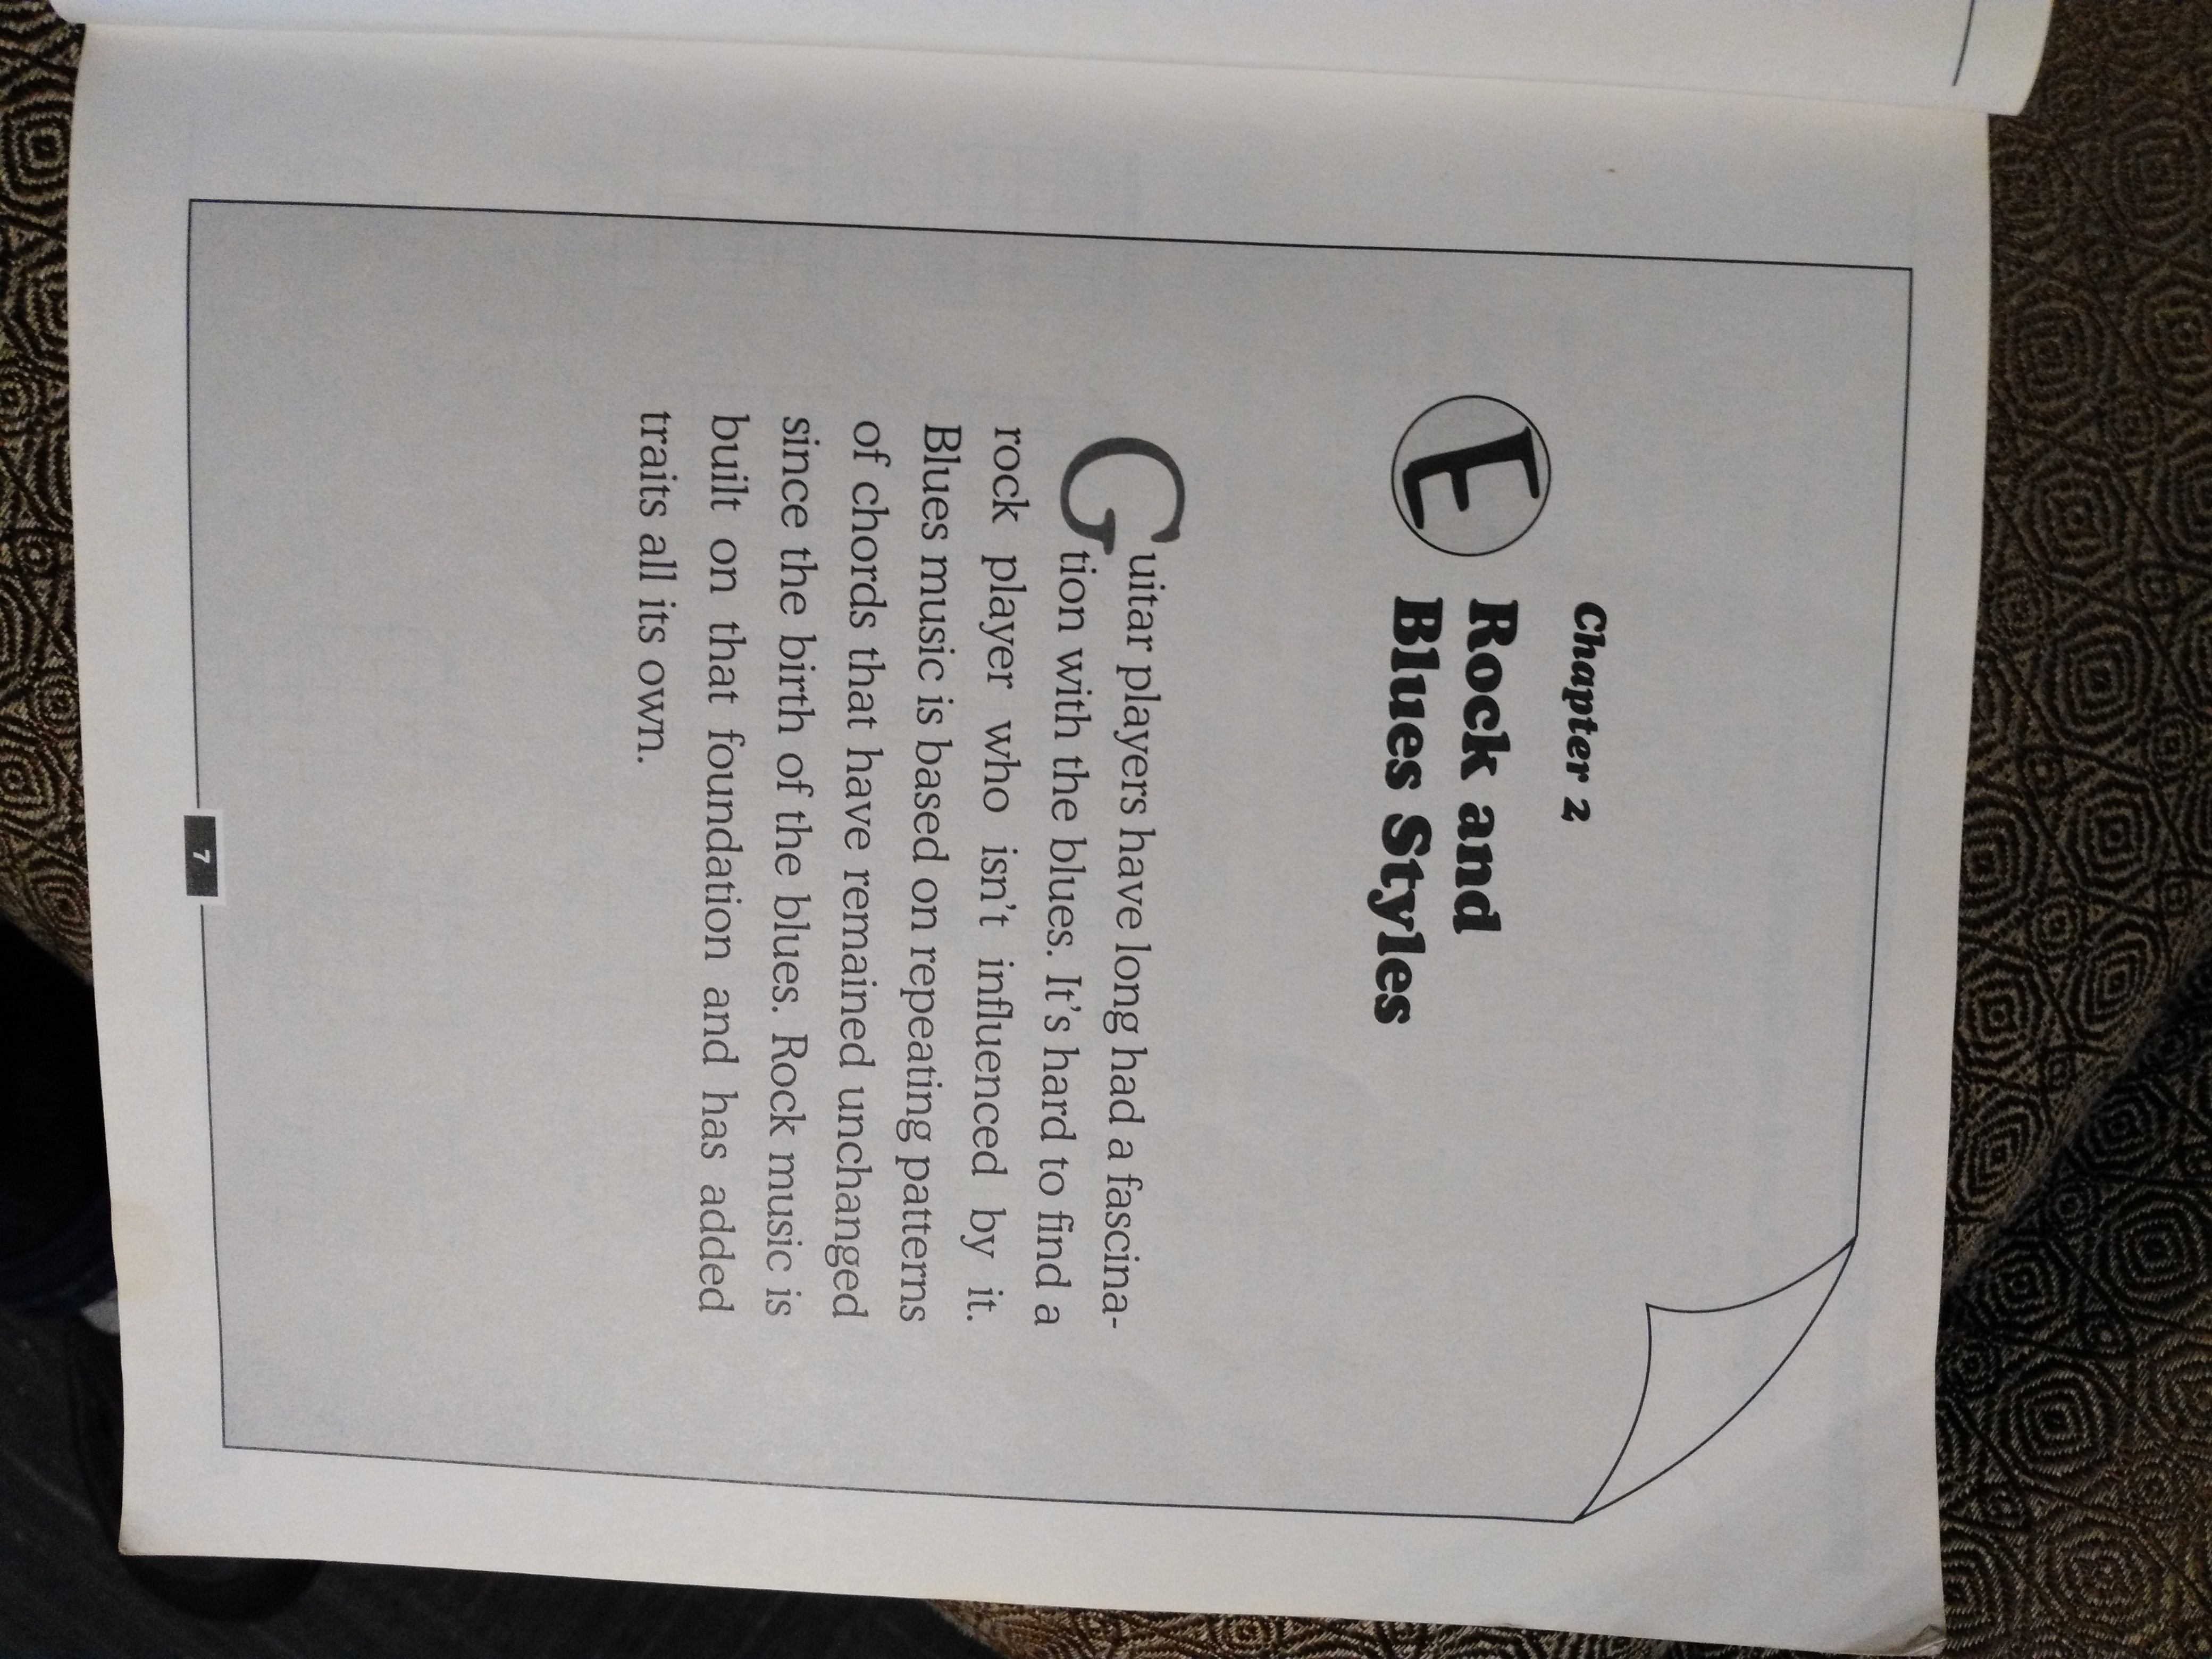 Chapter 2
E Rock and
Blues Styles
Guitar players have long had a fascina-
tion with the blues. It's hard to find a
rock player who isn't influenced by it.
Blues music is based on repeating patterns
of chords that have remained unchanged
since the birth of the blues. Rock music is
built on that foundation and has added
traits all its own.
7